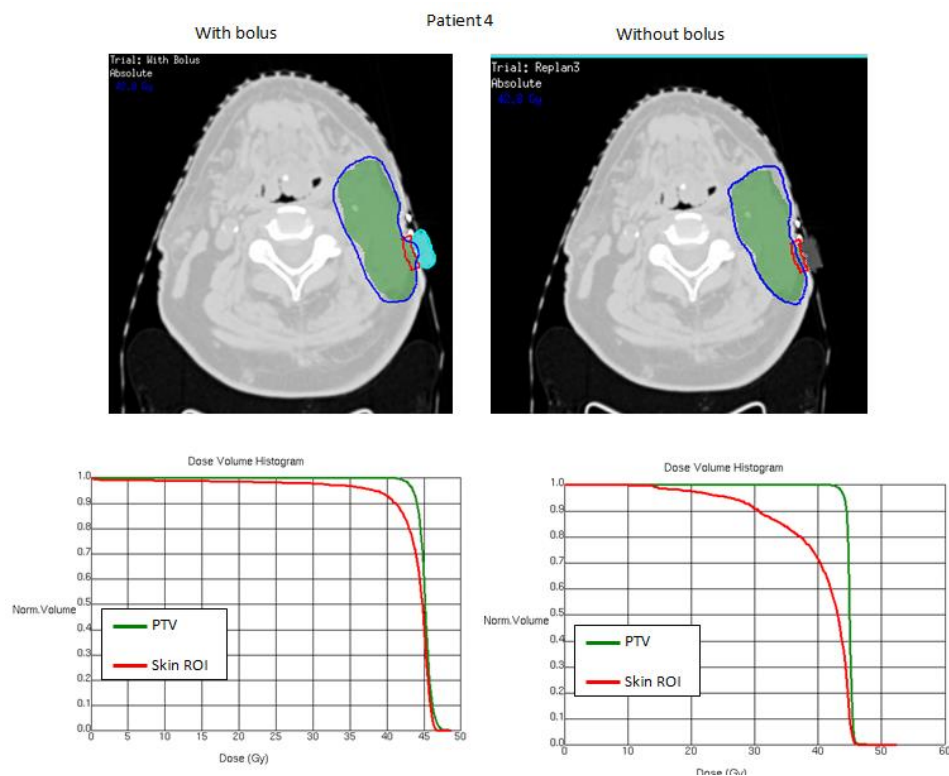 Patient 4
With bolus
Without bolus
Trial: With Bolus
Absolute
Trial: Replan3
Absolute
Dose Volume Histogram
1.0
0.9
0.8
0.7
0.6
0.5
0.4
0.3
0.2
0.1
0.0
Norm.Volume
PTV
Skin ROI
0 5 10 15 20 25 30 35 40 45 50
Dose (Gy)
Dose Volume Histogram
1.0
0.9
0.8
0.7
0.6
0.5
0.4
0.3
0.2
0.1
0.0
Norm.Volume
PTV
Skin ROI
0 10 20 30 40 50 60
Dose (Gy)